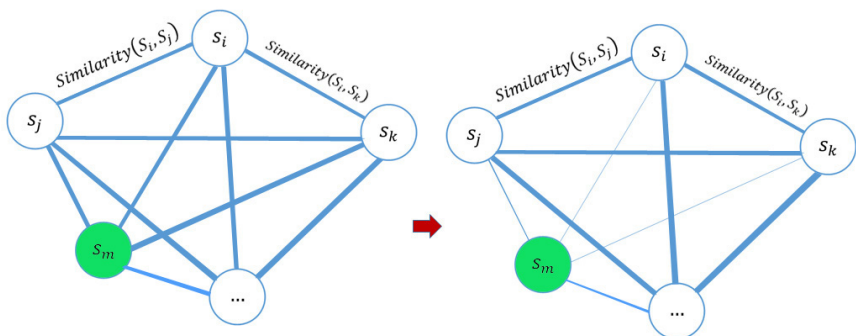 S_i
Similarity(S_i, S_j)
Similarity(S_i, S_k)
S_j
S_k
S_m
...
S_i
Similarity(S_i, S_j)
Similarity(S_i, S_k)
S_j
S_k
S_m
...